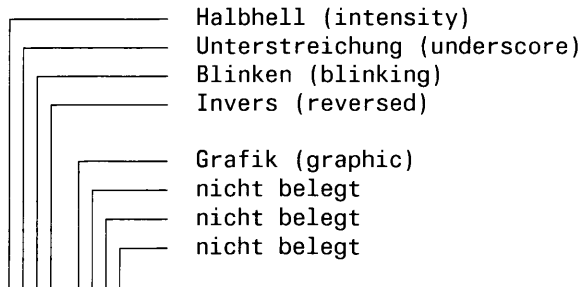 Halbhell (intensity)
Unterstreichung (underscore)
Blinken (blinking)
Invers (reversed)
Grafik (graphic)
nicht belegt
nicht belegt
nicht belegt